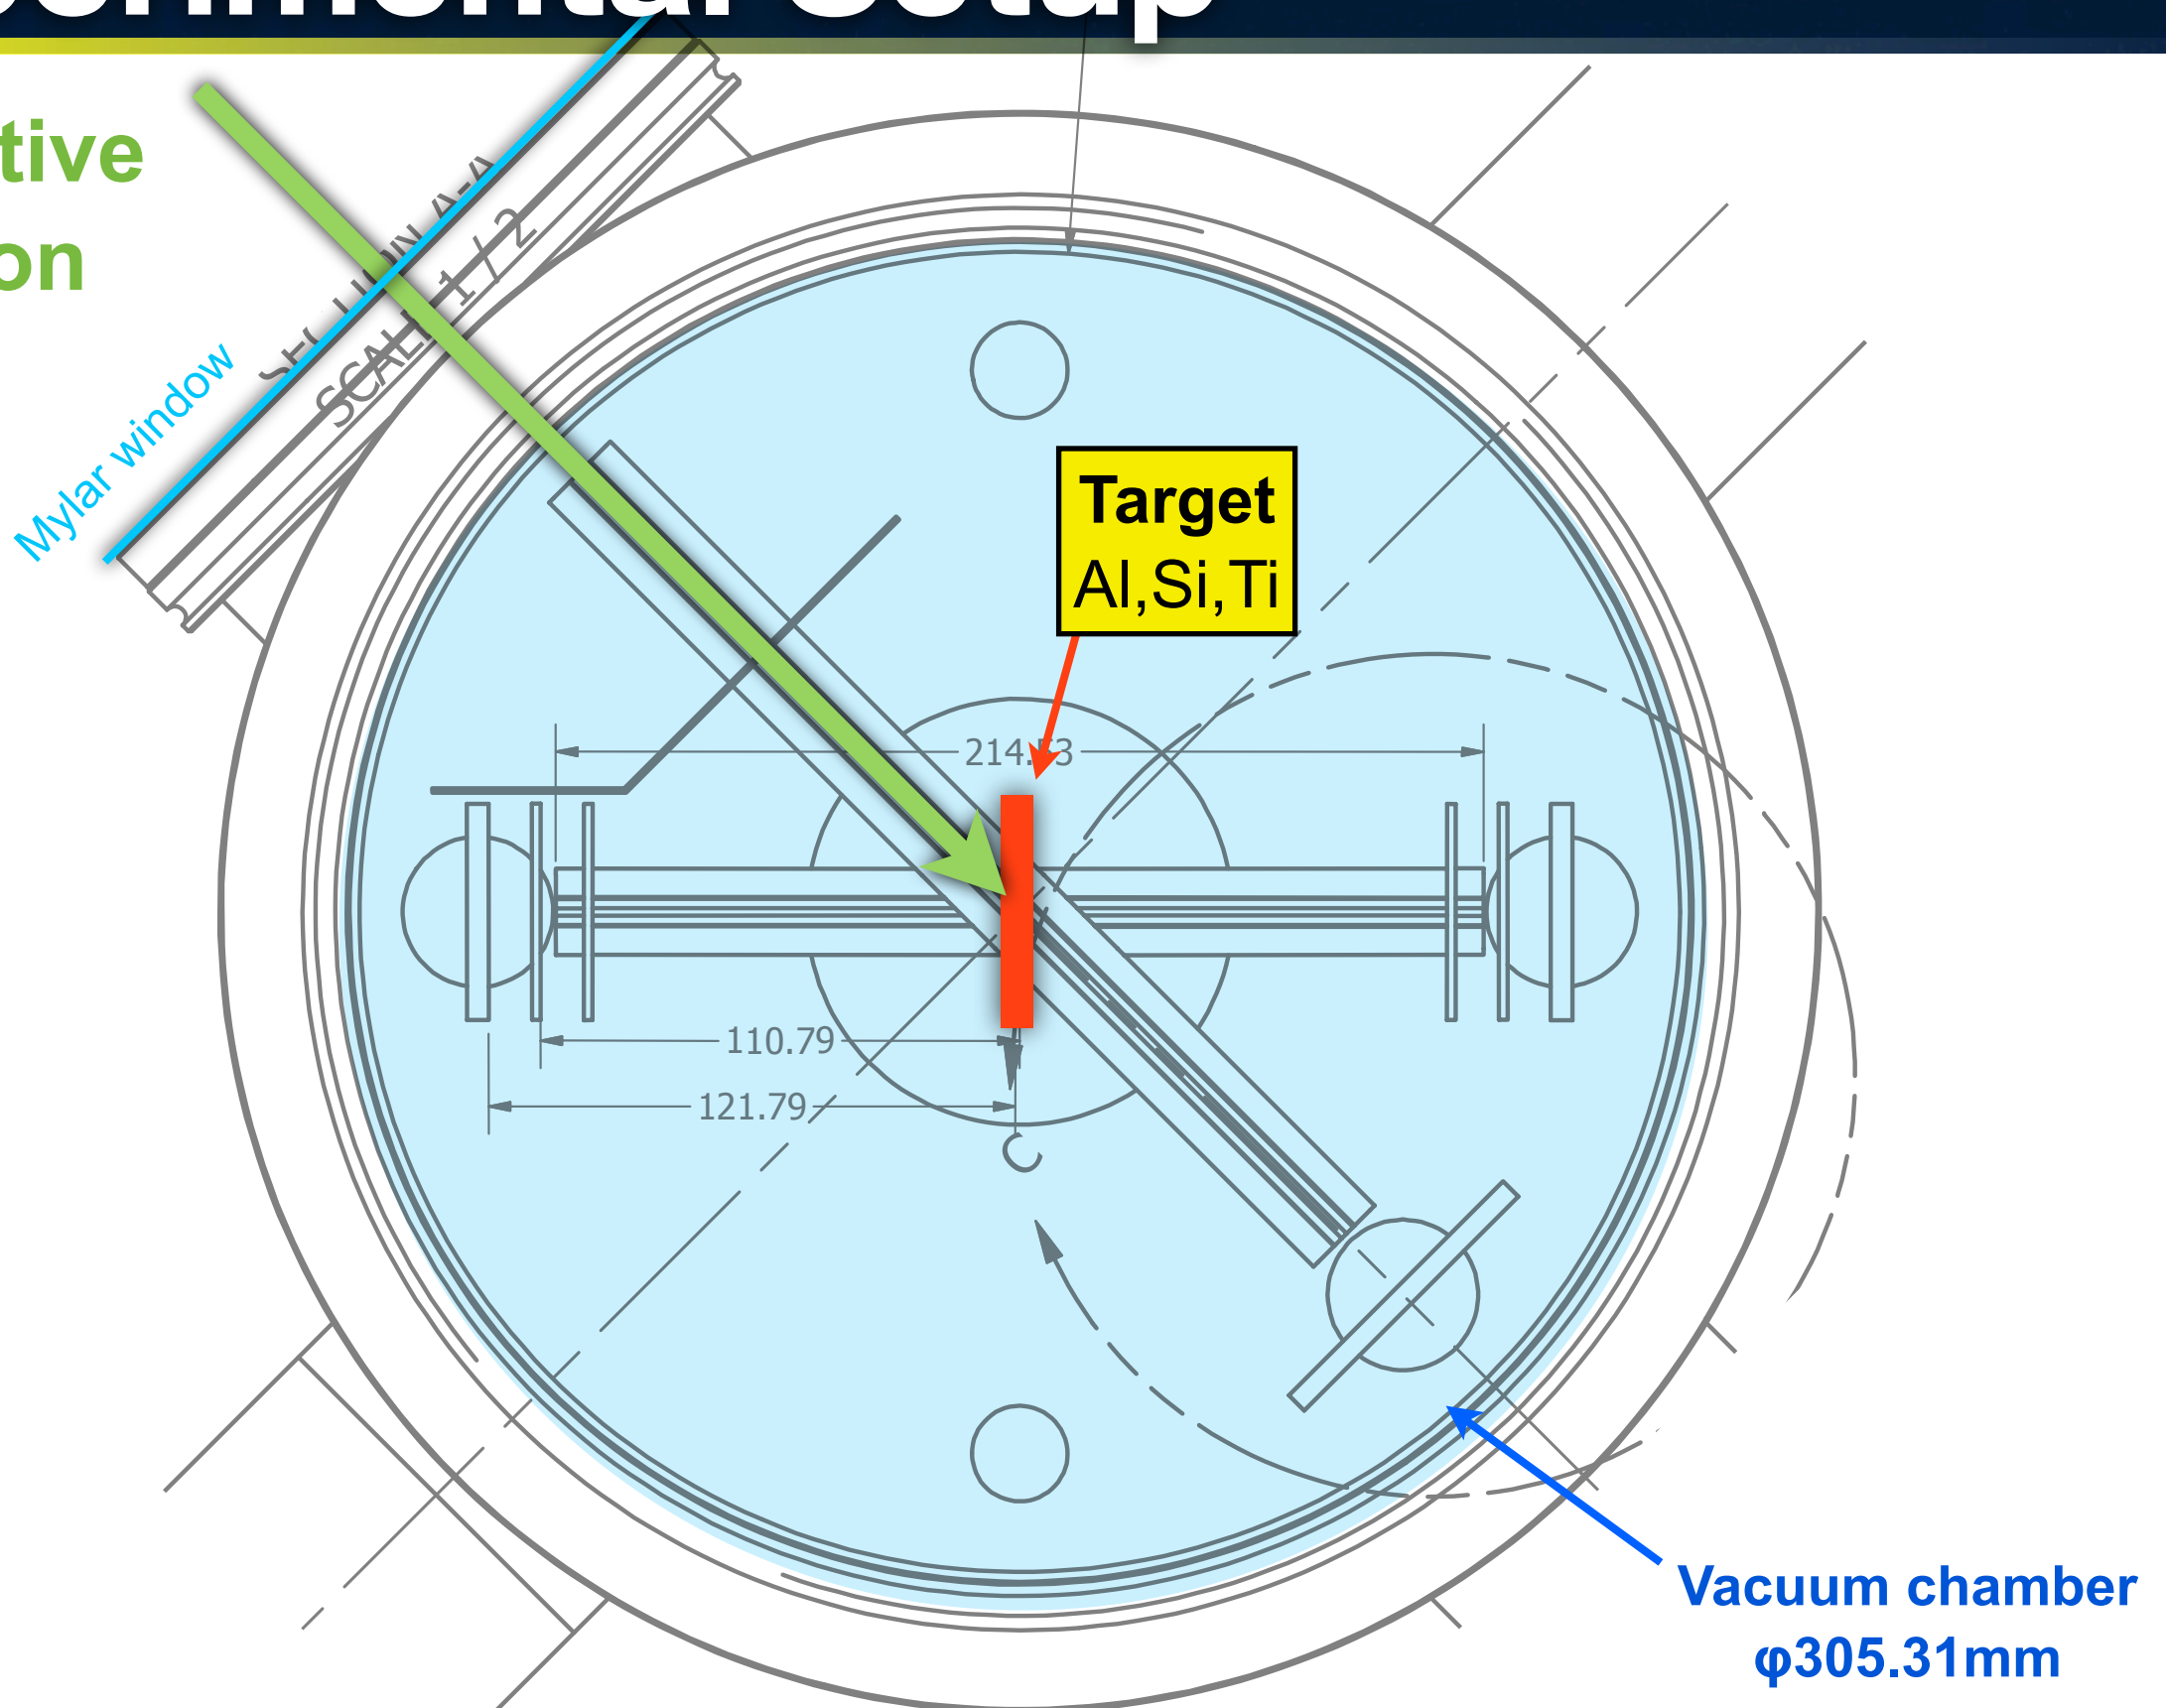 setup
tive
on
SCALE 1 / 2
Mylar window
Target
Al,Si,Ti
110.79
121.79
C
Vacuum chamber
φ305.31mm